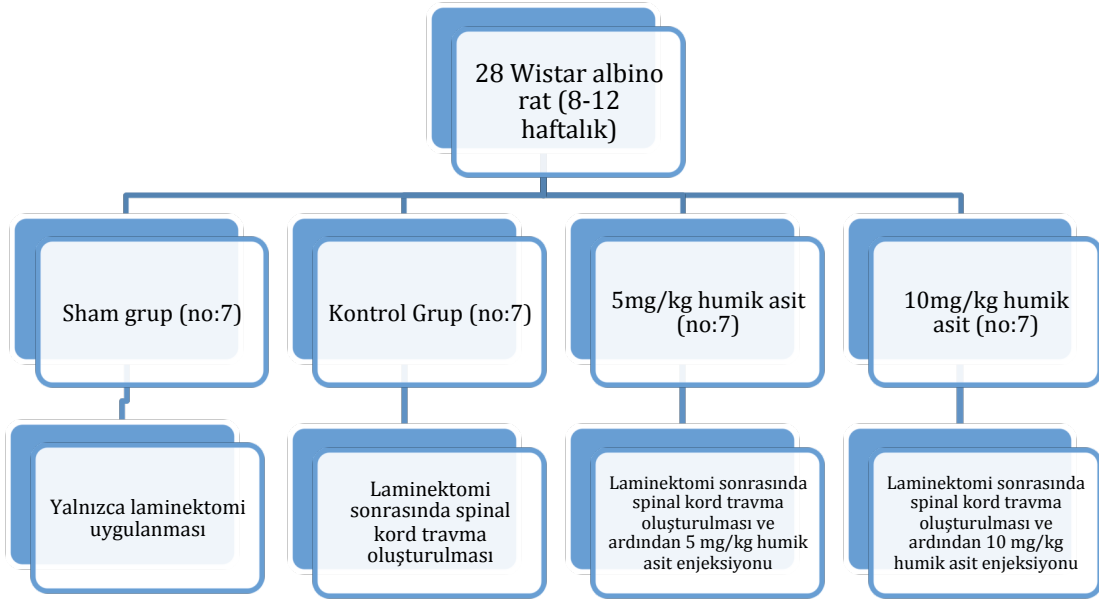 28 Wistar albino
rat (8-12
haftalık)
Sham grup (no:7)
Kontrol Grup (no:7)
5mg/kg humik asit
(no:7)
10mg/kg humik
asit (no:7)
Yalnızca laminektomi
uygulanması
Laminektomi
sonrasında spinal
kord travma
oluşturulması
Laminektomi sonrasında
spinal kord travma
oluşturulması ve
ardından 5 mg/kg humik
asit enjeksiyonu
Laminektomi sonrasında
spinal kord travma
oluşturulması ve
ardından 10 mg/kg
humik asit enjeksiyonu